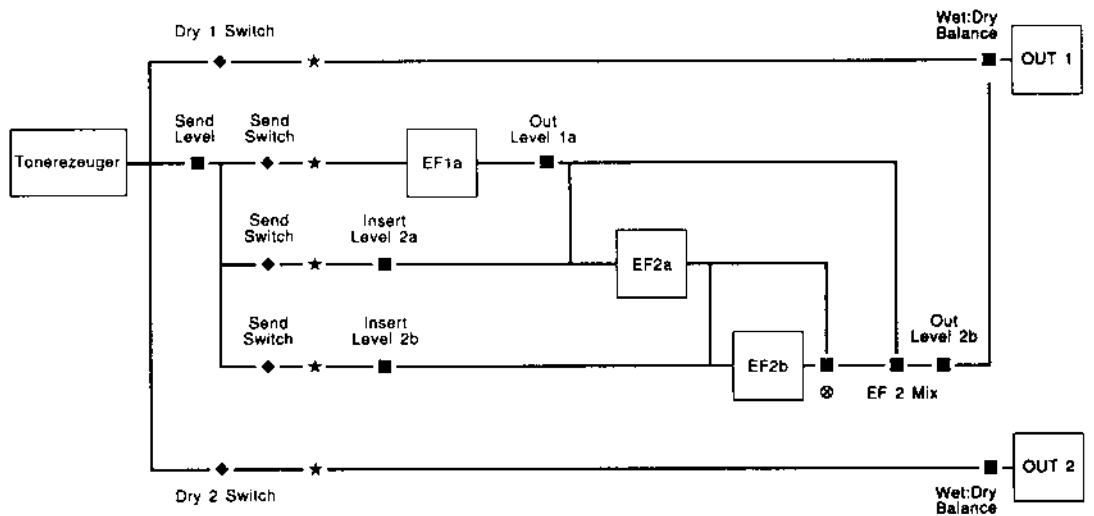 Dry 1 Switch
Wet:Dry
Balance
OUT 1
Send
Level
Send
Switch
Out
Level 1a
Tonerezeuger
EF1a
Send
Switch
Insert
Level 2a
EF2a
Send
Switch
Insert
Level 2b
Out
Level 2b
EF2b
EF 2 Mix
Dry 2 Switch
OUT 2
Wet:Dry
Balance